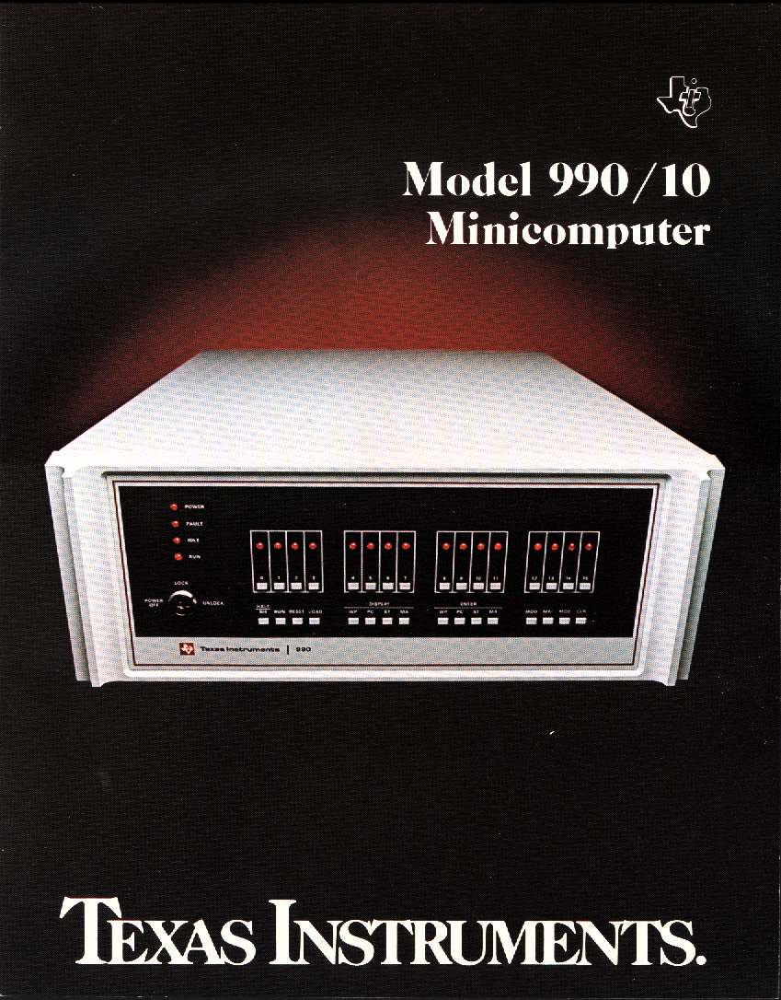 Model 990/10
Minicomputer
POWER
FAULT
IDLE
RUN
LOCK
POWER OFF
UNLOCK
0 1 2 3
4 5 6 7
8 9 10 11
12 13 14 15
HALT
SIE RUN RESET LOAD
DISPLAY
WP PC ST MA
ENTER
WP PC ST MA
MDD MAI MDE CLR
Texas Instruments | 990
TEXAS INSTRUMENTS.